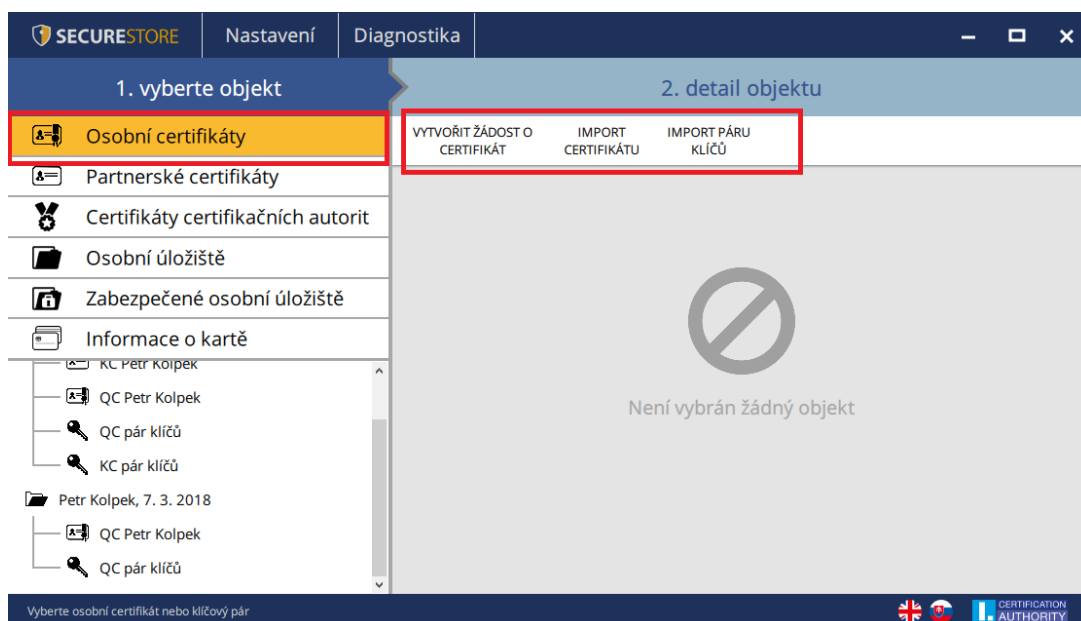 SECURESTORE
Nastavení
Diagnostika
1. vyberte objekt
2. detail objektu
Osobní certifikáty
VYTVOŘIT ŽÁDOST O
CERTIFIKÁT
IMPORT
CERTIFIKÁTU
IMPORT PÁRU
KLÍČŮ
Partnerské certifikáty
Certifikáty certifikačních autorit
Osobní úložiště
Zabezpečené osobní úložiště
Informace o kartě
KC Petr Kolpek
QC Petr Kolpek
QC pár klíčů
KC pár klíčů
Petr Kolpek, 7. 3. 2018
QC Petr Kolpek
QC pár klíčů
Není vybrán žádný objekt
Vyberte osobní certifikát nebo klíčový pár
I.
CERTIFICATION
AUTHORITY